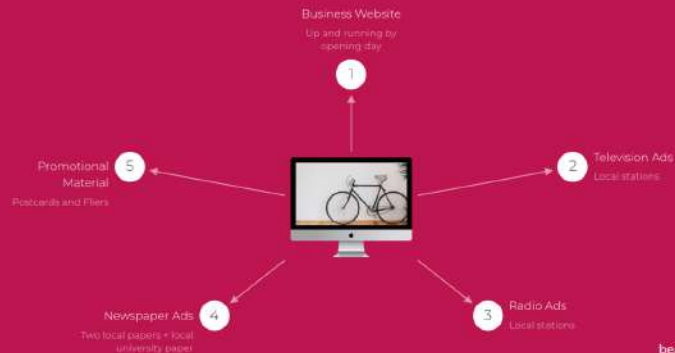 Business Website
Up and running by
opening day
1
Television Ads
Local stations
2
Radio Ads
Local stations
3
Newspaper Ads
Two local papers + local
university paper
4
Promotional
Material
Postcards and Fliers
5
be